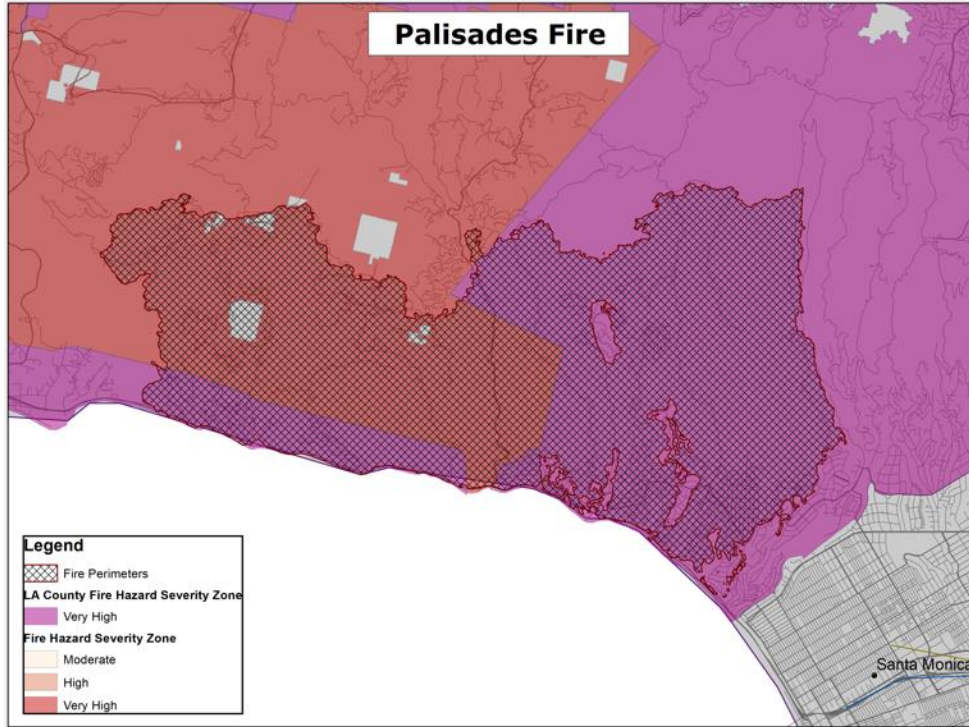 Palisades Fire
Legend
Fire Perimeters
LA County Fire Hazard Severity Zone
Very High
Fire Hazard Severity Zone
Moderate
High
Very High
Santa Monica